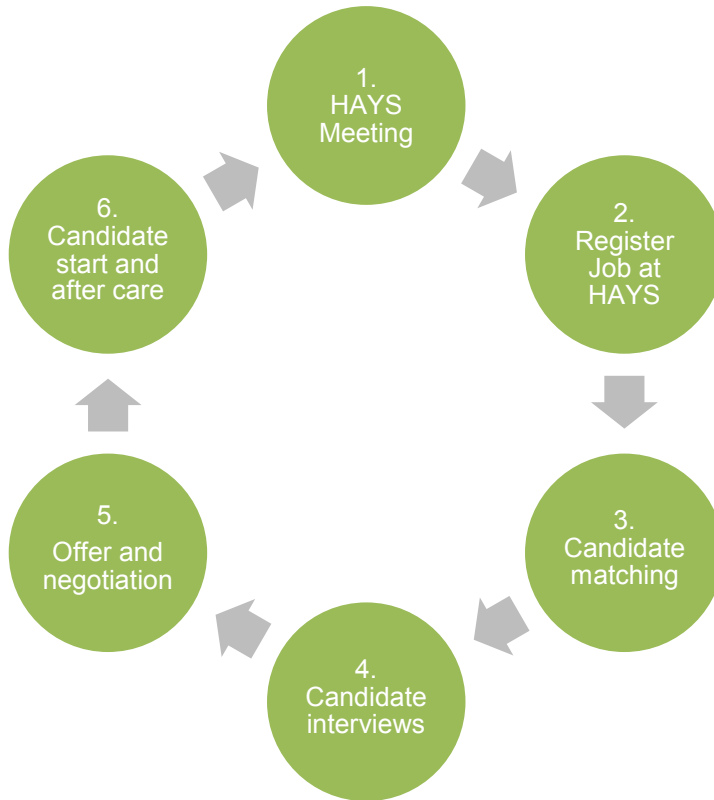 1.
HAYS
Meeting
2.
Register
Job at
HAYS
3.
Candidate
matching
4.
Candidate
interviews
5.
Offer and
negotiation
6.
Candidate
start and
after care